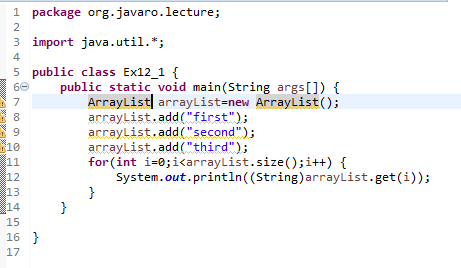 1 package org.javaro.lecture;
2
3 import java.util.*;
4
5 public class Ex12_1 {
6 public static void main(String args[]) {
7 ArrayList arrayList=new ArrayList();
8 arrayList.add("first");
9 arrayList.add("second");
10 arrayList.add("third");
11 for(int i=0;i<arrayList.size();i++) {
12 System.out.println((String)arrayList.get(i));
13 }
14 }
15
16 }
17